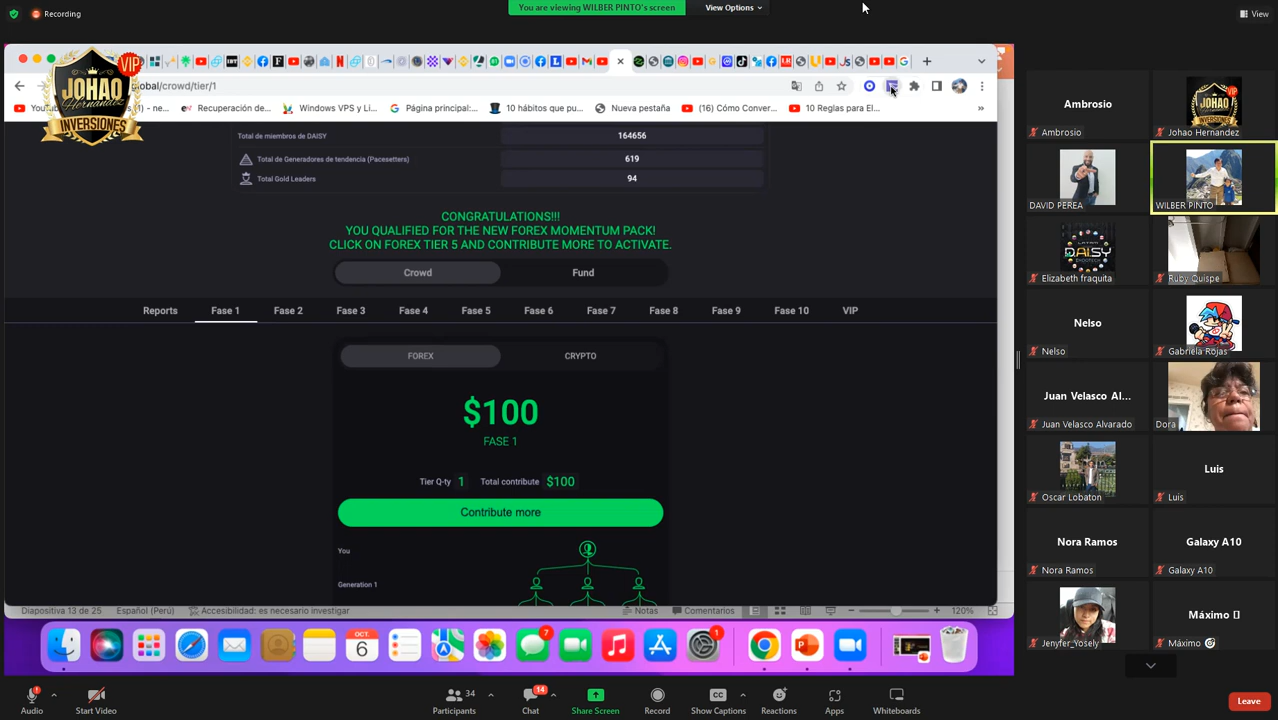 Recording
You are viewing WILBER PINTO's screen
View Options
View
JOHAO
VIP
Hernández
INVERSIONES
global/crowd/tier/1
(1) - ne...
Recuperación de...
Windows VPS y Li...
Página principal:...
10 hábitos que pu...
Nueva pestaña
(16) Cómo Conver...
10 Reglas para El...
»
Total de miembros de DAISY 164656
Total de Generadores de tendencia (Pacesetters) 619
Total Gold Leaders 94
CONGRATULATIONS!!!
YOU QUALIFIED FOR THE NEW FOREX MOMENTUM PACK!
CLICK ON FOREX TIER 5 AND CONTRIBUTE MORE TO ACTIVATE.
Crowd Fund
Reports Fase 1 Fase 2 Fase 3 Fase 4 Fase 5 Fase 6 Fase 7 Fase 8 Fase 9 Fase 10 VIP
FOREX CRYPTO
$100
FASE 1
Tier Q-ty 1 Total contribute $100
Contribute more
You
Generation 1
Diapositiva 13 de 25 Español (Perú) Accesibilidad: es necesario investigar Notas Comentarios 120%
OCT.
6
7
1
Ambrosio
Ambrosio
Johao Hernandez
DAVID PEREA
WILBER PINTO
DAISY
Elizabeth fraquita
Ruby Quispe
Nelso
Nelso
Gabriela Rojas
Juan Velasco Al...
Juan Velasco Alvarado
Dora
Oscar Lobaton
Luis
Luis
Nora Ramos
Nora Ramos
Galaxy A10
Galaxy A10
Jenyfer_Yosely
Máximo []
Máximo
Audio
Start Video
34
Participants
14
Chat
Share Screen
Record
CC
Show Captions
Reactions
Apps
Whiteboards
Leave